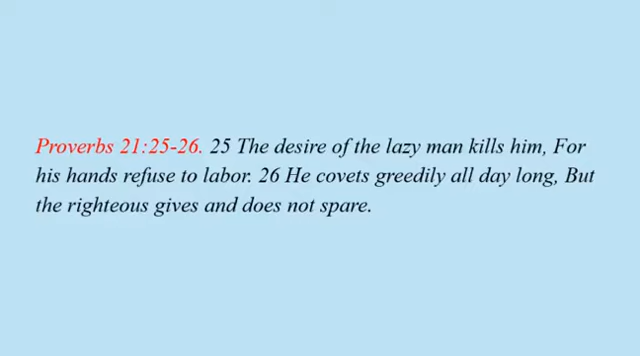 Proverbs 21:25-26. 25 The desire of the lazy man kills him, For
his hands refuse to labor. 26 He covets greedily all day long, But
the righteous gives and does not spare.